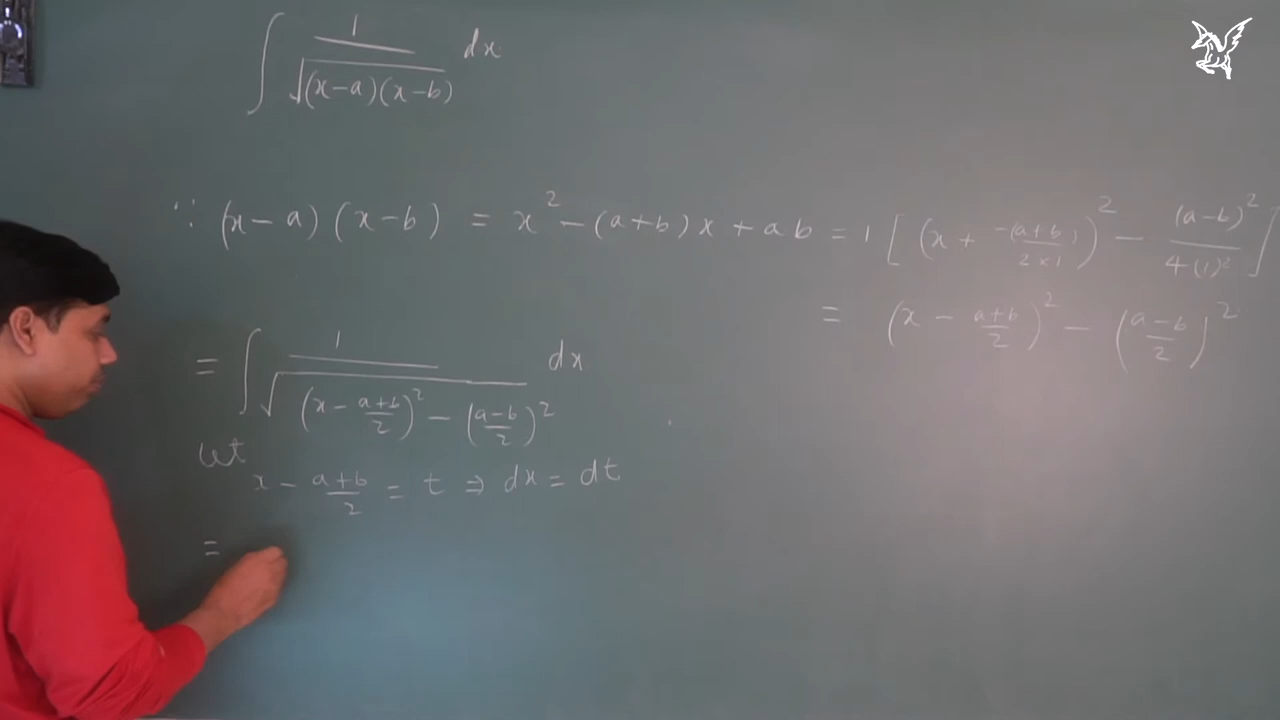 ∫ 1/√((x-a)(x-b)) dx
∵ (x-a)(x-b) = x² - (a+b)x + ab = 1[(x + -(a+b)/2×1)² - (a-b)²/4(1)²]
= (x - a+b/2)² - (a-b/2)²
= ∫ 1/√((x - a+b/2)² - (a-b/2)²) dx
Let
x - a+b/2 = t ⇒ dx = dt
=